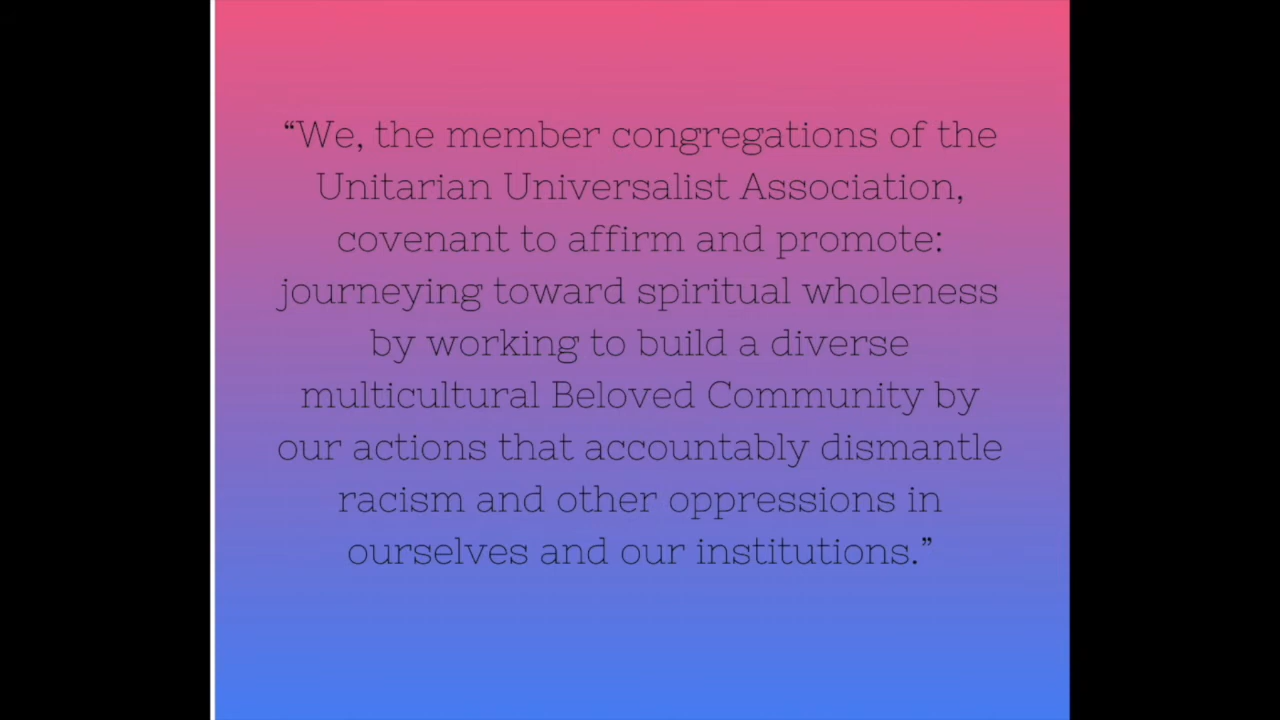 “We, the member congregations of the
Unitarian Universalist Association,
covenant to affirm and promote:
journeying toward spiritual wholeness
by working to build a diverse
multicultural Beloved Community by
our actions that accountably dismantle
racism and other oppressions in
ourselves and our institutions.”